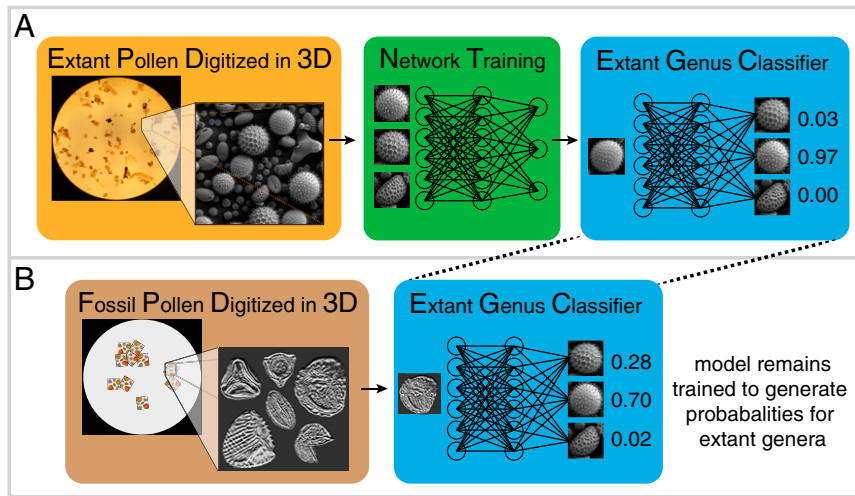 A
Extant Pollen Digitized in 3D
Network Training
Extant Genus Classifier
0.03
0.97
0.00
B
Fossil Pollen Digitized in 3D
Extant Genus Classifier
0.28
0.70
0.02
model remains
trained to generate
probabalities for
extant genera